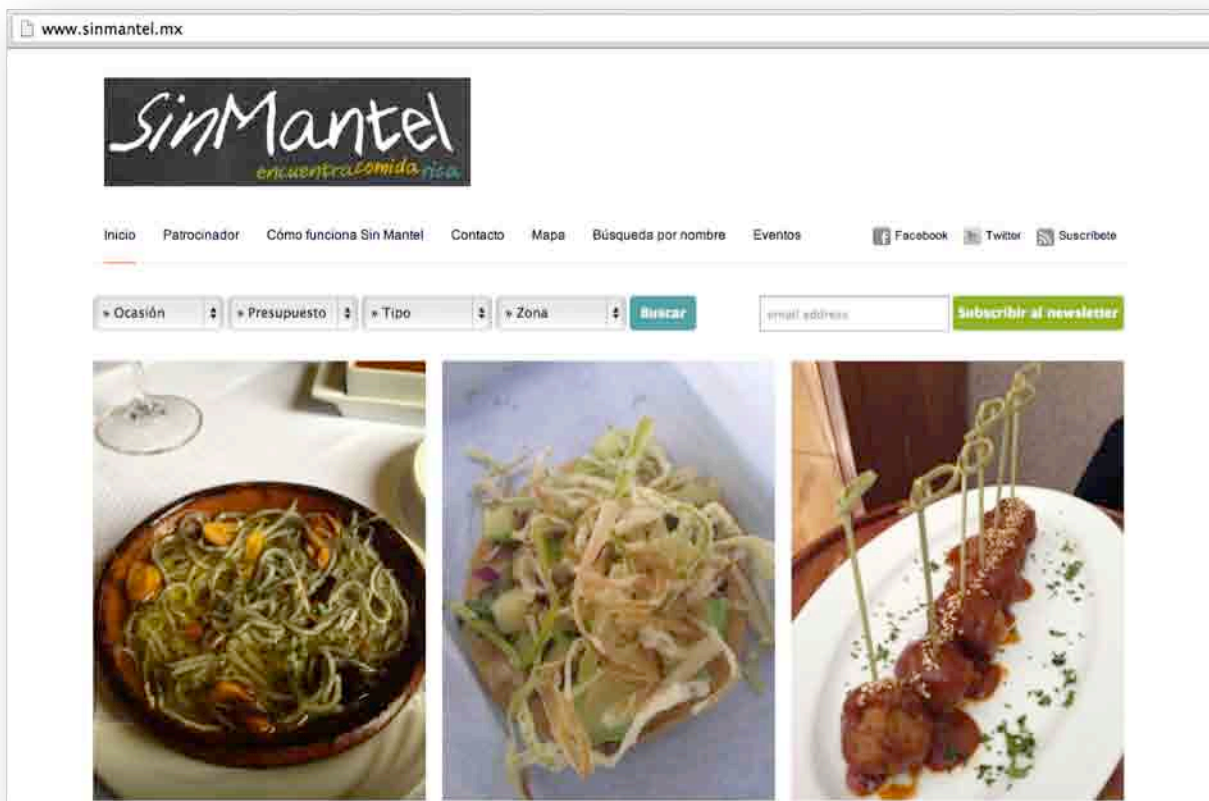 www.sinmantel.mx
SinMantel
encuentracomidarica
Inicio Patrocinador Cómo funciona Sin Mantel Contacto Mapa Búsqueda por nombre Eventos Facebook Twitter Suscríbete
» Ocasión » Presupuesto » Tipo » Zona Buscar email address Subscribir al newsletter